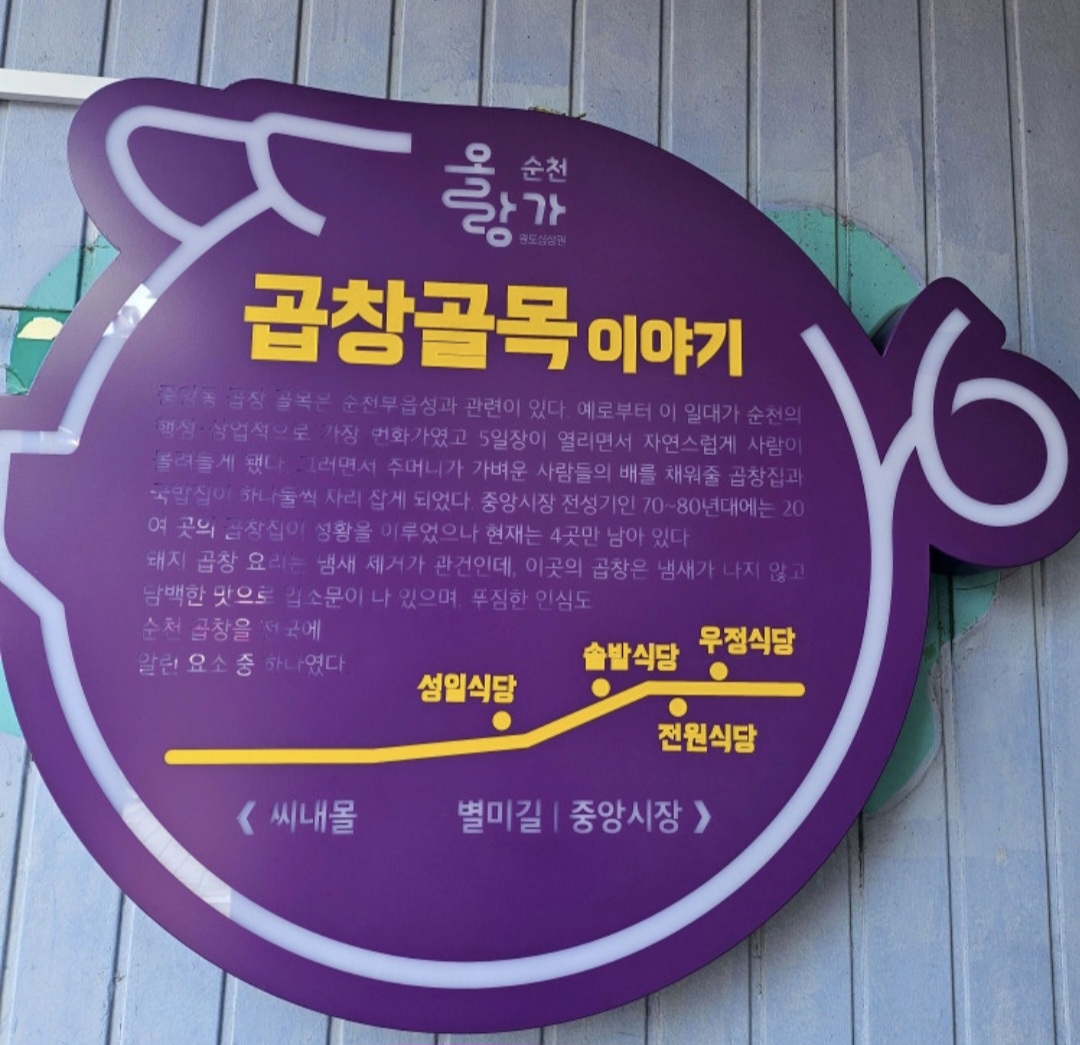 올랑가 순천
원도심상권
곱창골목 이야기
중앙동 곱창 골목은 순천부읍성과 관련이 있다. 예로부터 이 일대가 순천의
행정·상업적으로 가장 번화가였고 5일장이 열리면서 자연스럽게 사람이
몰려들게 됐다. 그러면서 주머니가 가벼운 사람들의 배를 채워줄 곱창집과
국밥집이 하나둘씩 자리 잡게 되었다. 중앙시장 전성기인 70~80년대에는 20
여 곳의 곱창집이 성황을 이루었으나 현재는 4곳만 남아 있다
돼지 곱창 요리는 냄새 제거가 관건인데, 이곳의 곱창은 냄새가 나지 않고
담백한 맛으로 입소문이 나 있으며, 푸짐한 인심도
순천 곱창을 전국에
알린 요소 중 하나였다
우정식당
솔밭식당
성일식당
전원식당
《 씨내몰 별미길 | 중앙시장 》